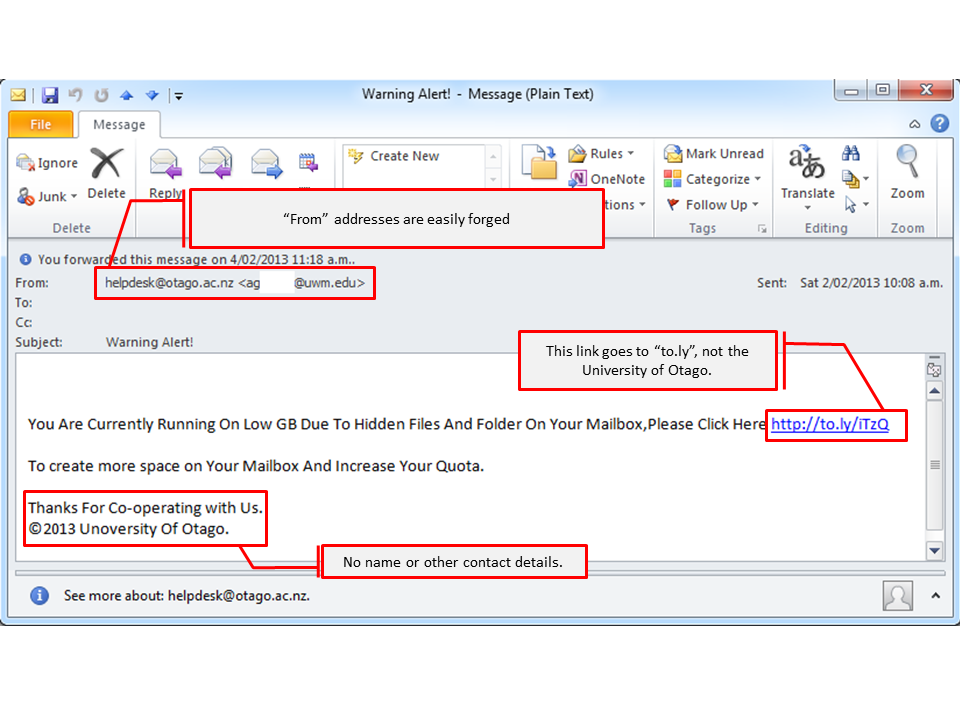 Warning Alert! - Message (Plain Text)
File Message
Ignore
Junk
Delete
Reply
Create New
Rules
OneNote
Mark Unread
Categorize
Follow Up
Translate
Zoom
Delete
Tags
Editing
Zoom
“From” addresses are easily forged
You forwarded this message on 4/02/2013 11:18 a.m..
From: helpdesk@otago.ac.nz <ag @uwm.edu>
Sent: Sat 2/02/2013 10:08 a.m.
To:
Cc:
Subject: Warning Alert!
This link goes to “to.ly”, not the
University of Otago.
You Are Currently Running On Low GB Due To Hidden Files And Folder On Your Mailbox,Please Click Here http://to.ly/iTzQ
To create more space on Your Mailbox And Increase Your Quota.
Thanks For Co-operating with Us.
©2013 Unoversity Of Otago.
No name or other contact details.
See more about: helpdesk@otago.ac.nz.